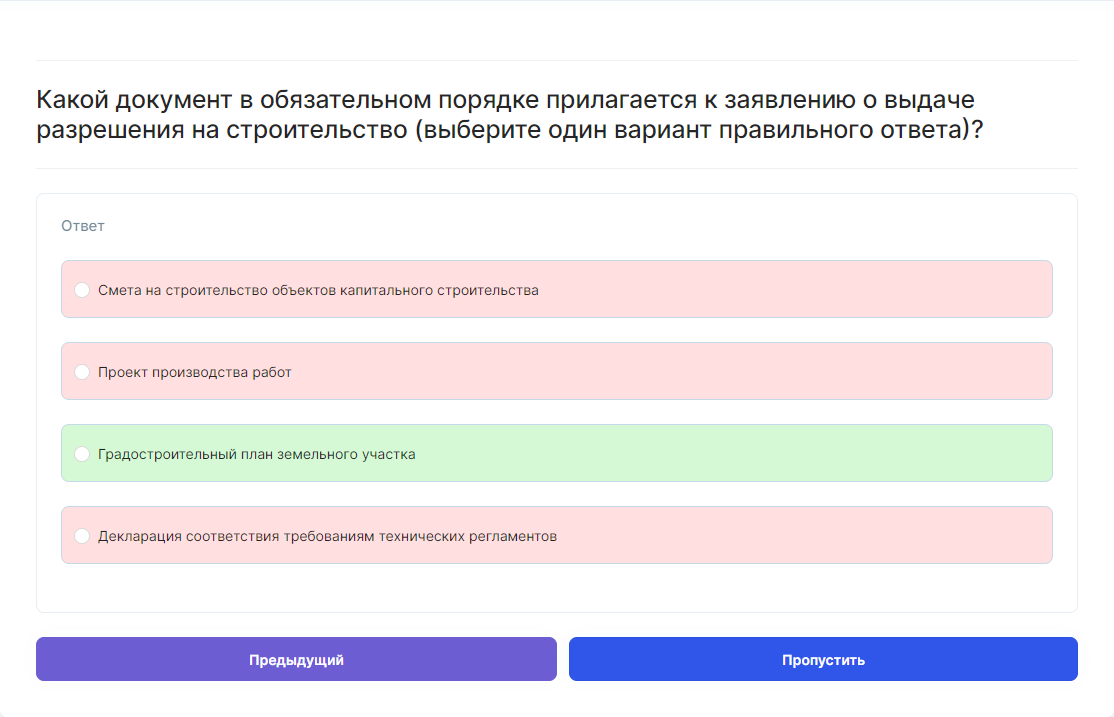 Какой документ в обязательном порядке прилагается к заявлению о выдаче
разрешения на строительство (выберите один вариант правильного ответа)?
Ответ
Смета на строительство объектов капитального строительства
Проект производства работ
Градостроительный план земельного участка
Декларация соответствия требованиям технических регламентов
Предыдущий
Пропустить